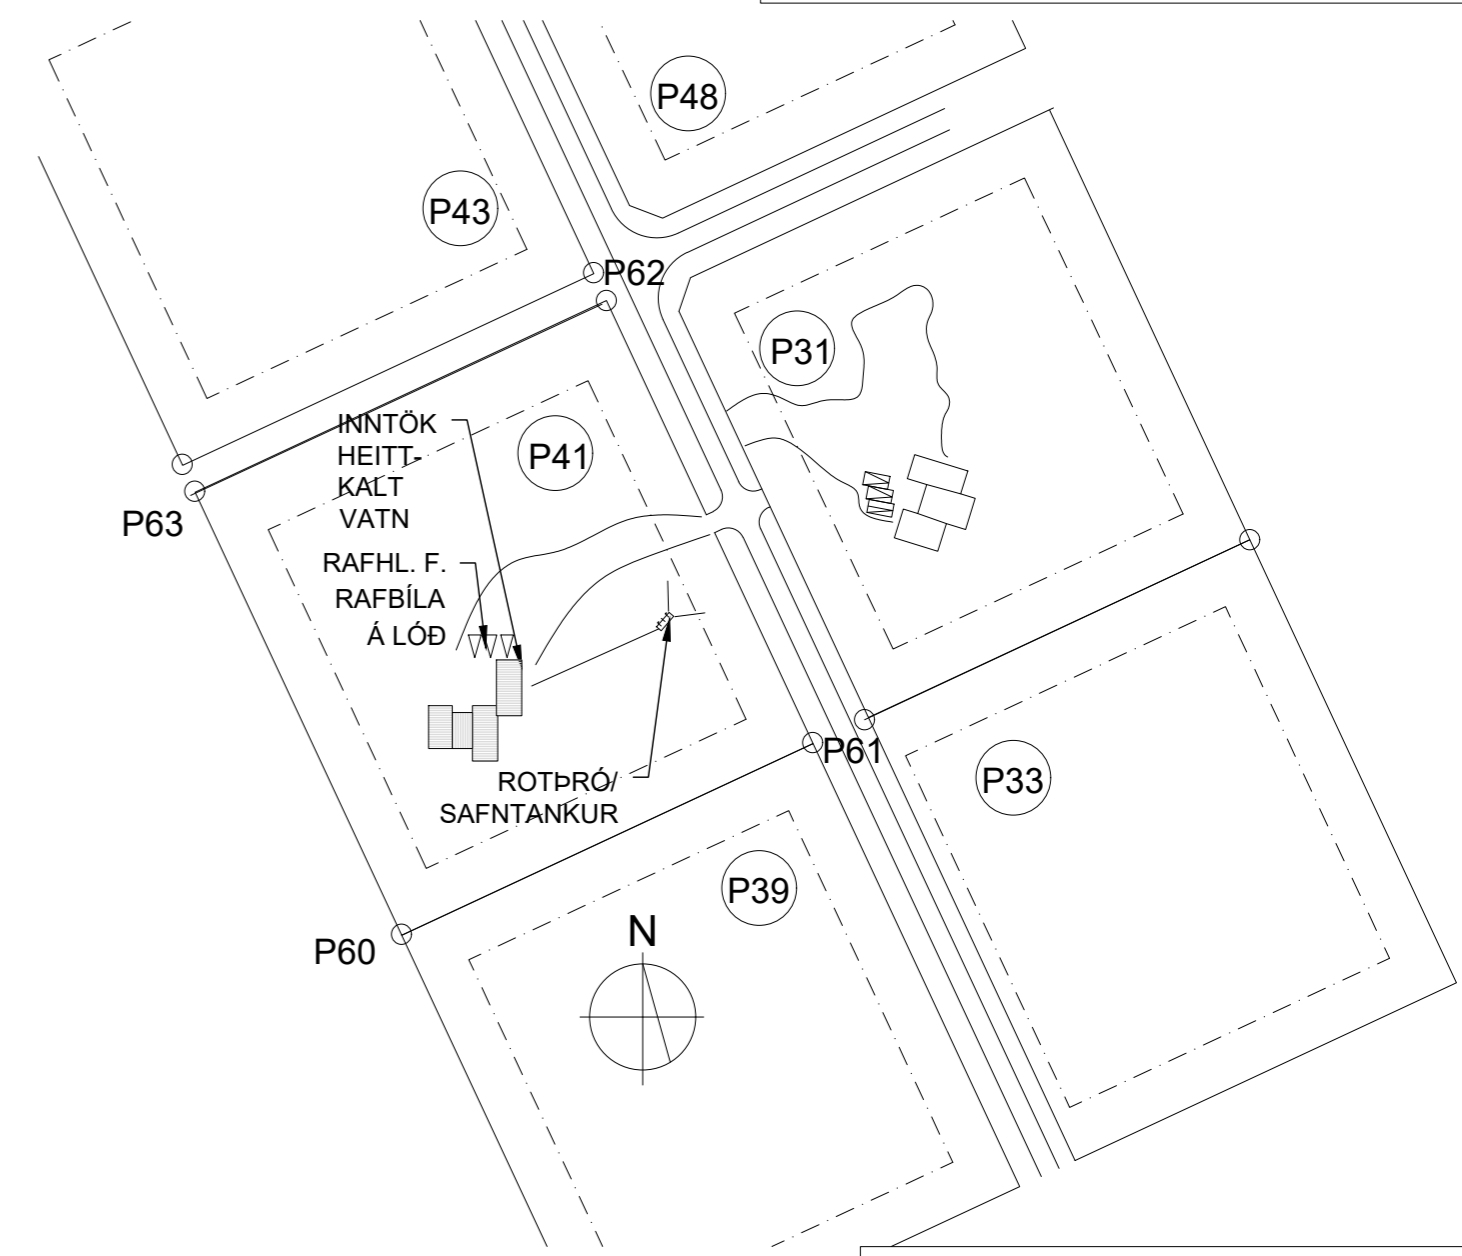 P48
P43
P62
P31
INNTÖK
HEITT-
KALT
VATN
P41
P63
RAFHL. F.
RAFBÍLA
Á LÓÐ
P61
ROTÞRÓ/
SAFNTANKUR
P33
P39
P60
N